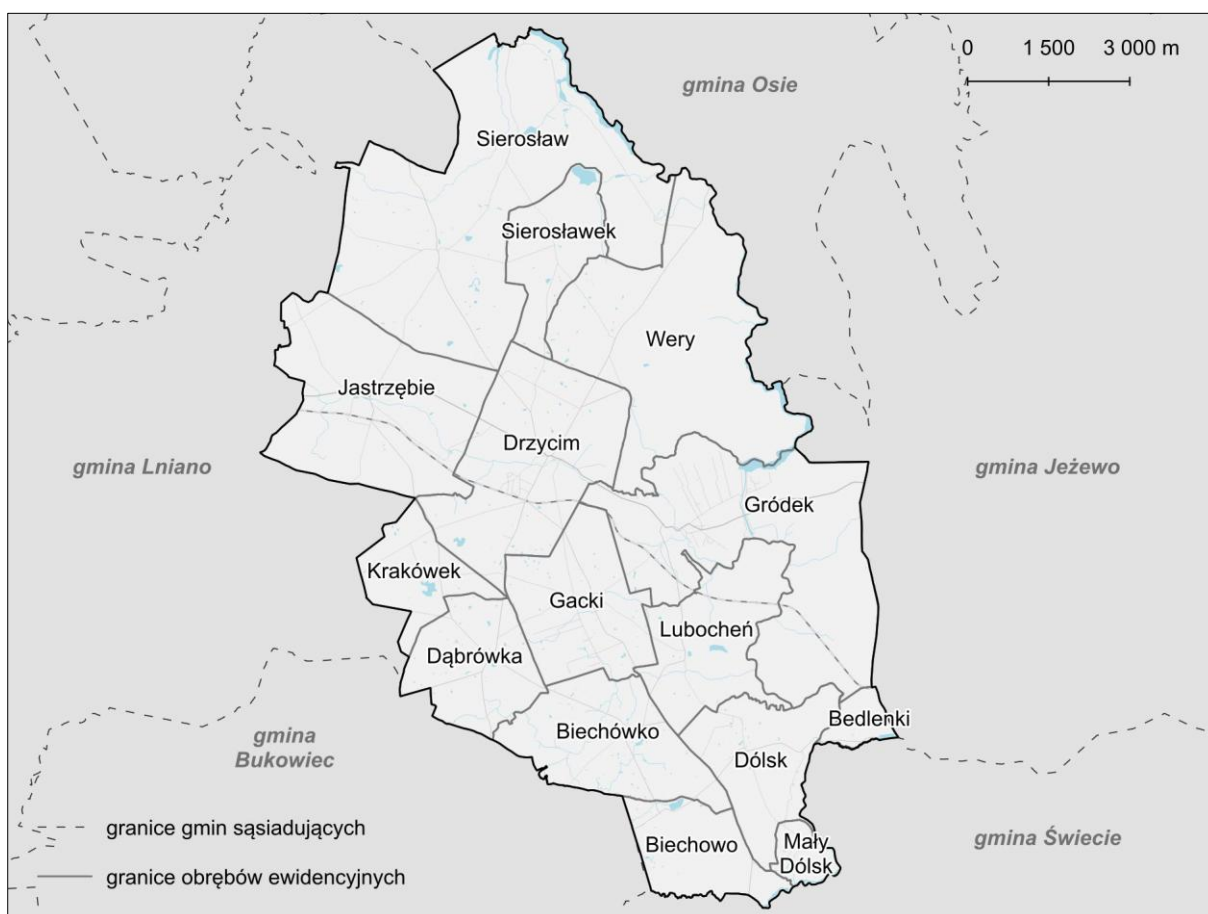 0 1 500 3 000 m
gmina Osie
Sierosław
Sierosławek
Wery
Jastrzębie
Drzycim
gmina Lniano
gmina Jeżewo
Gródek
Krakówek
Gacki
Lubocheń
Dąbrówka
Bedlenki
Biechówko
gmina
Bukowiec
Dólsk
granice gmin sąsiadujących
Biechowo
Mały
Dólsk
gmina Świecie
granice obrębów ewidencyjnych